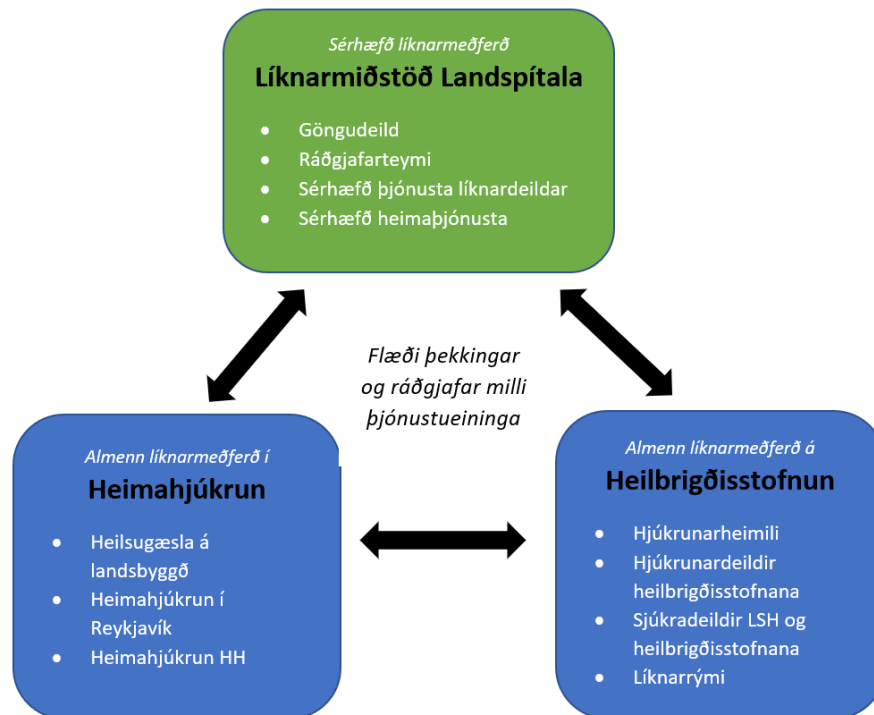 Sérhæfð líknarmeðferð
Líknarmiðstöð Landspítala
• Göngudeild
• Ráðgjafarteymi
• Sérhæfð þjónusta líknardeildar
• Sérhæfð heimaþjónusta
Flæði þekkingar
og ráðgjafar milli
þjónustueininga
Almenn líknarmeðferð í
Heimahjúkrun
• Heilsugæsla á
landsbyggð
• Heimahjúkrun í
Reykjavík
• Heimahjúkrun HH
Almenn líknarmeðferð á
Heilbrigðisstofnun
• Hjúkrunarheimili
• Hjúkrunardeildir
heilbrigðisstofnana
• Sjúkradeildir LSH og
heilbrigðisstofnana
• Líknarrými